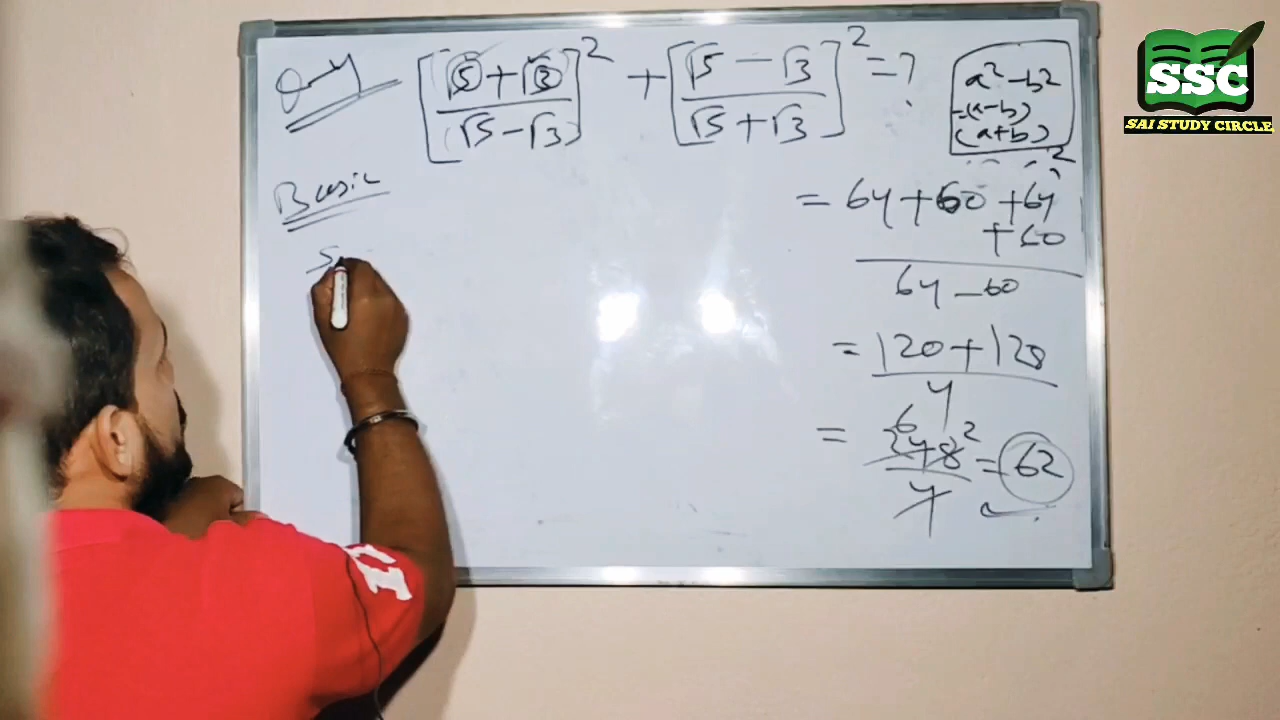 [(√5 + √3)/(√5 − √3)]² + [(√5 − √3)/(√5 + √3)]² = ?
a² − b²
=(a−b)
(a+b)
SSC
SAI STUDY CIRCLE
Basic
= 64 + 60 + 64
+ 60
64 − 60
= 120 + 128
4
= 248
4
= 62